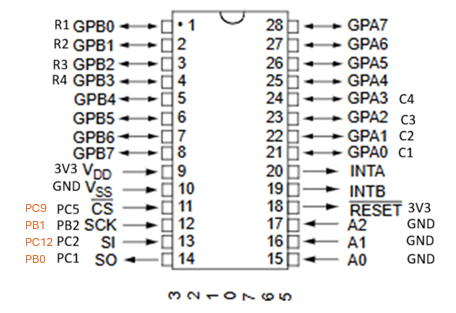 R1 GPB0 1 28 GPA7
R2 GPB1 2 27 GPA6
R3 GPB2 3 26 GPA5
R4 GPB3 4 25 GPA4
GPB4 5 24 GPA3 C4
GPB5 6 23 GPA2 C3
GPB6 7 22 GPA1 C2
GPB7 8 21 GPA0 C1
3V3 VDD 9 20 INTA
GND VSS 10 19 INTB
PC9 PC5 CS 11 18 RESET 3V3
PB1 PB2 SCK 12 17 A2 GND
PC12 PC2 SI 13 16 A1 GND
PB0 PC1 SO 14 15 A0 GND
3 2 1 0 7 6 5